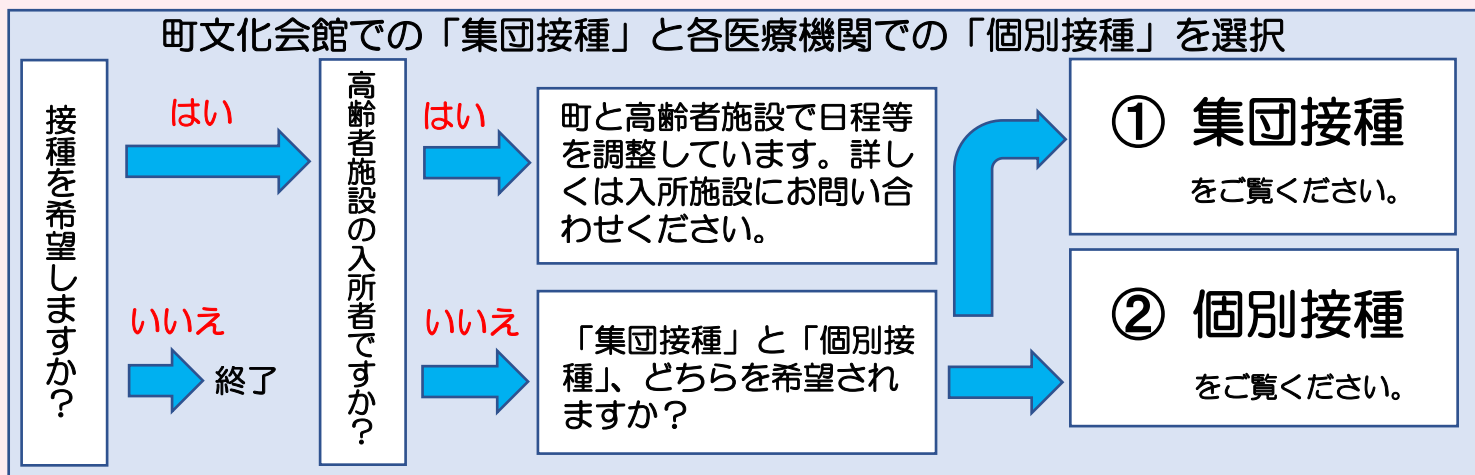 町文化会館での「集団接種」と各医療機関での「個別接種」を選択
接種を希望しますか？
はい
いいえ
終了
高齢者施設の入所者ですか？
はい
町と高齢者施設で日程等
を調整しています。詳し
くは入所施設にお問い合
わせください。
いいえ
「集団接種」と「個別接
種」、どちらを希望され
ますか？
① 集団接種
をご覧ください。
② 個別接種
をご覧ください。